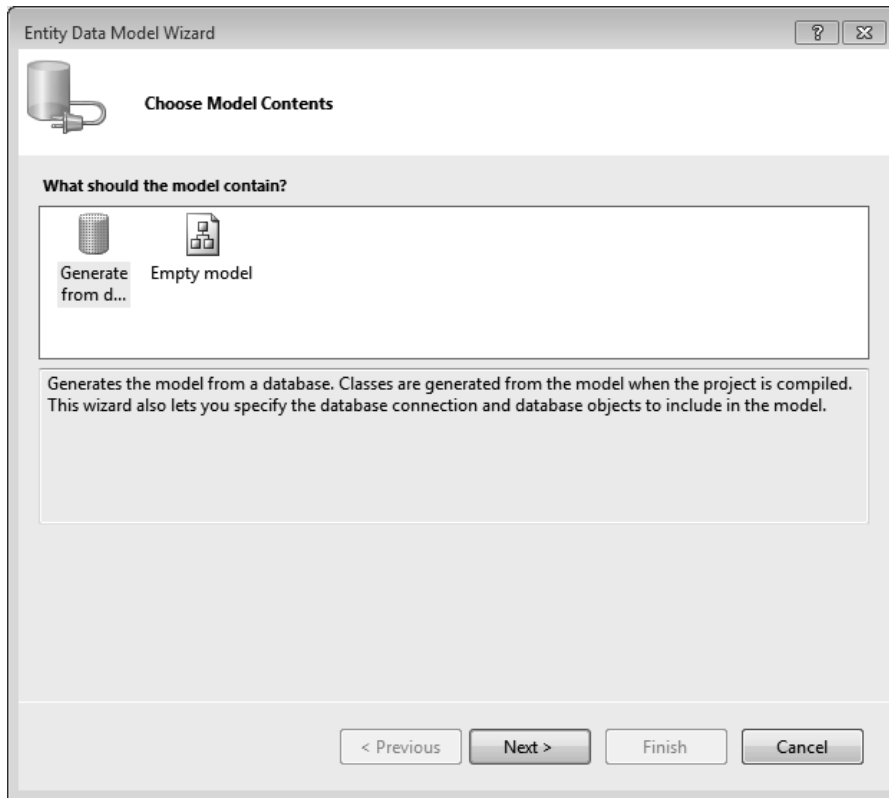 Entity Data Model Wizard
?
Choose Model Contents
What should the model contain?
Generate
from d...
Empty model
Generates the model from a database. Classes are generated from the model when the project is compiled.
This wizard also lets you specify the database connection and database objects to include in the model.
< Previous
Next >
Finish
Cancel